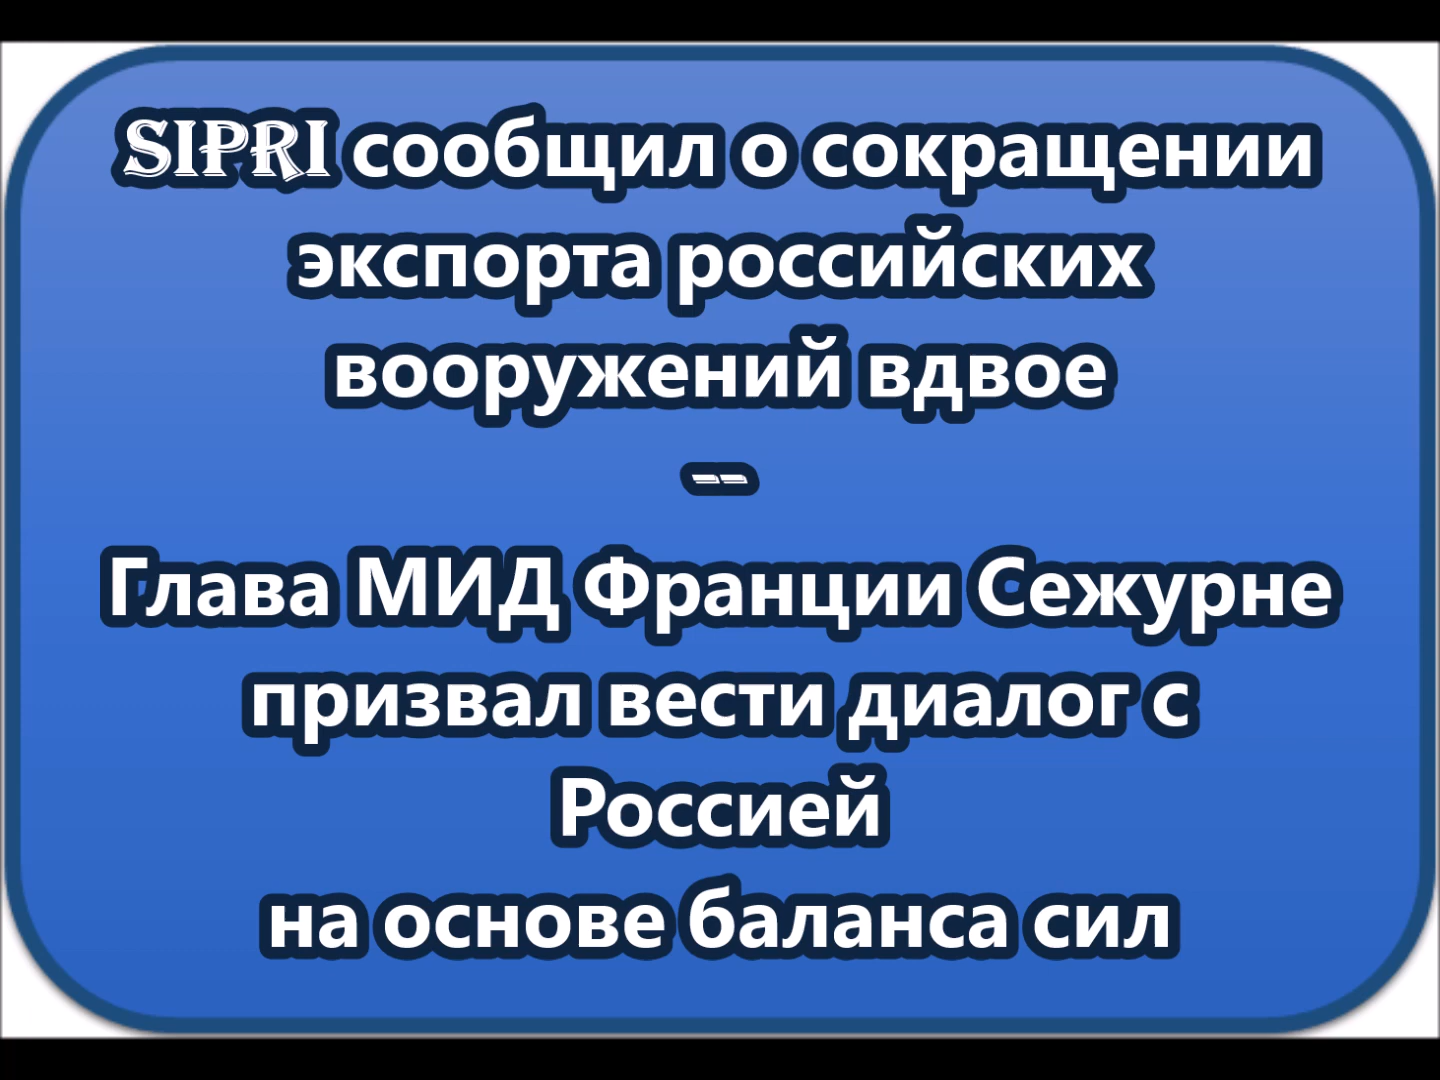 SIPRI сообщил о сокращении
экспорта российских
вооружений вдвое
--
Глава МИД Франции Сежурне
призвал вести диалог с
Россией
на основе баланса сил